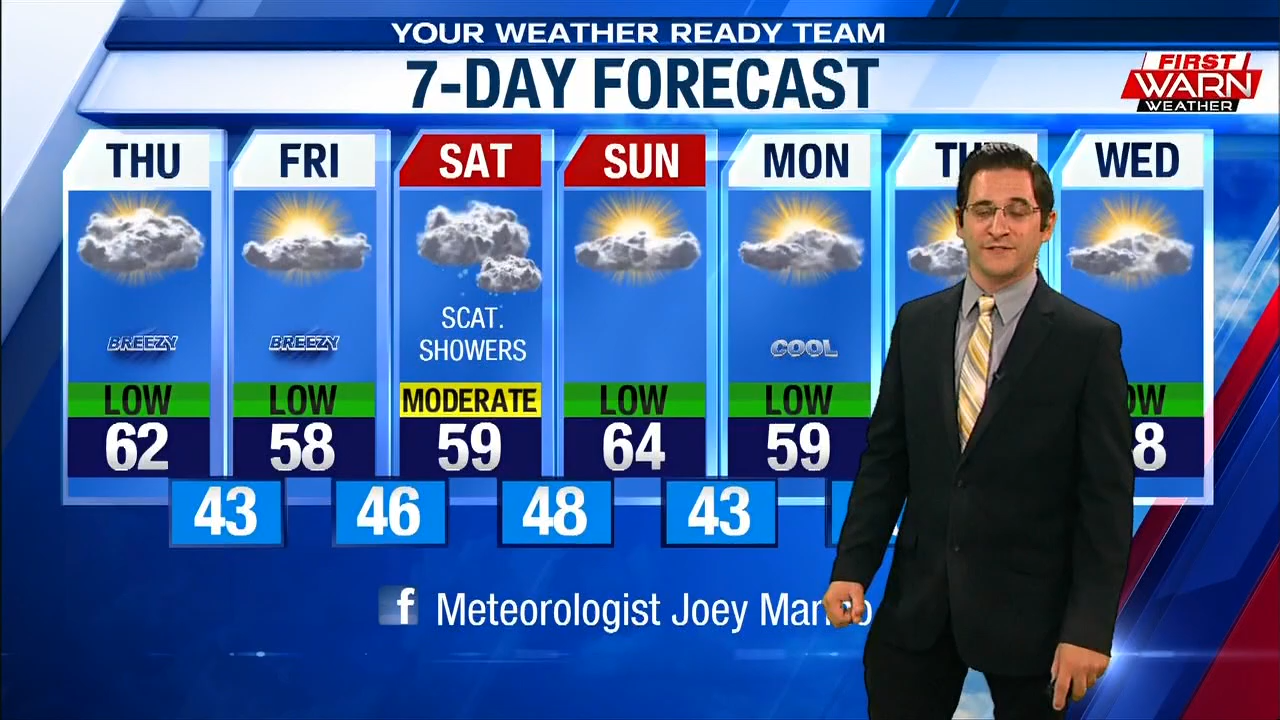 YOUR WEATHER READY TEAM
7-DAY FORECAST
FIRST
WARN
WEATHER
THU FRI SAT SUN MON WED
BREEZY BREEZY SCAT.
SHOWERS COOL
LOW LOW MODERATE LOW LOW
62 58 59 64 59
43 46 48 43
f Meteorologist Joey